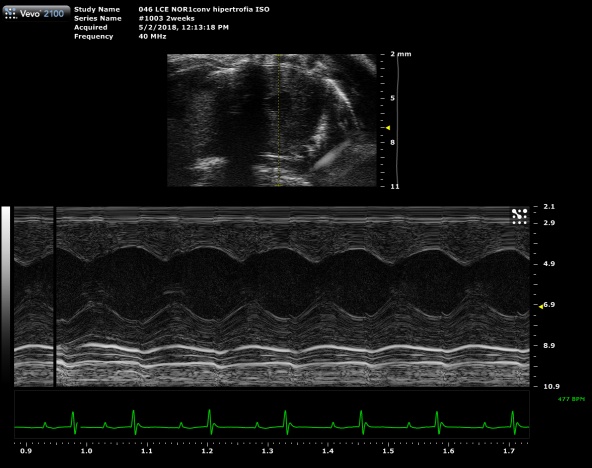 Vevo 2100
Study Name 046 LCE NOR1conv hipertrofia ISO
Series Name #1003 2weeks
Acquired 5/2/2018, 12:13:18 PM
Frequency 40 MHz
2 mm
5
8
11
2.1
2.9
4.9
6.9
8.9
10.9
477 BPM
0.9 1.0 1.1 1.2 1.3 1.4 1.5 1.6 1.7